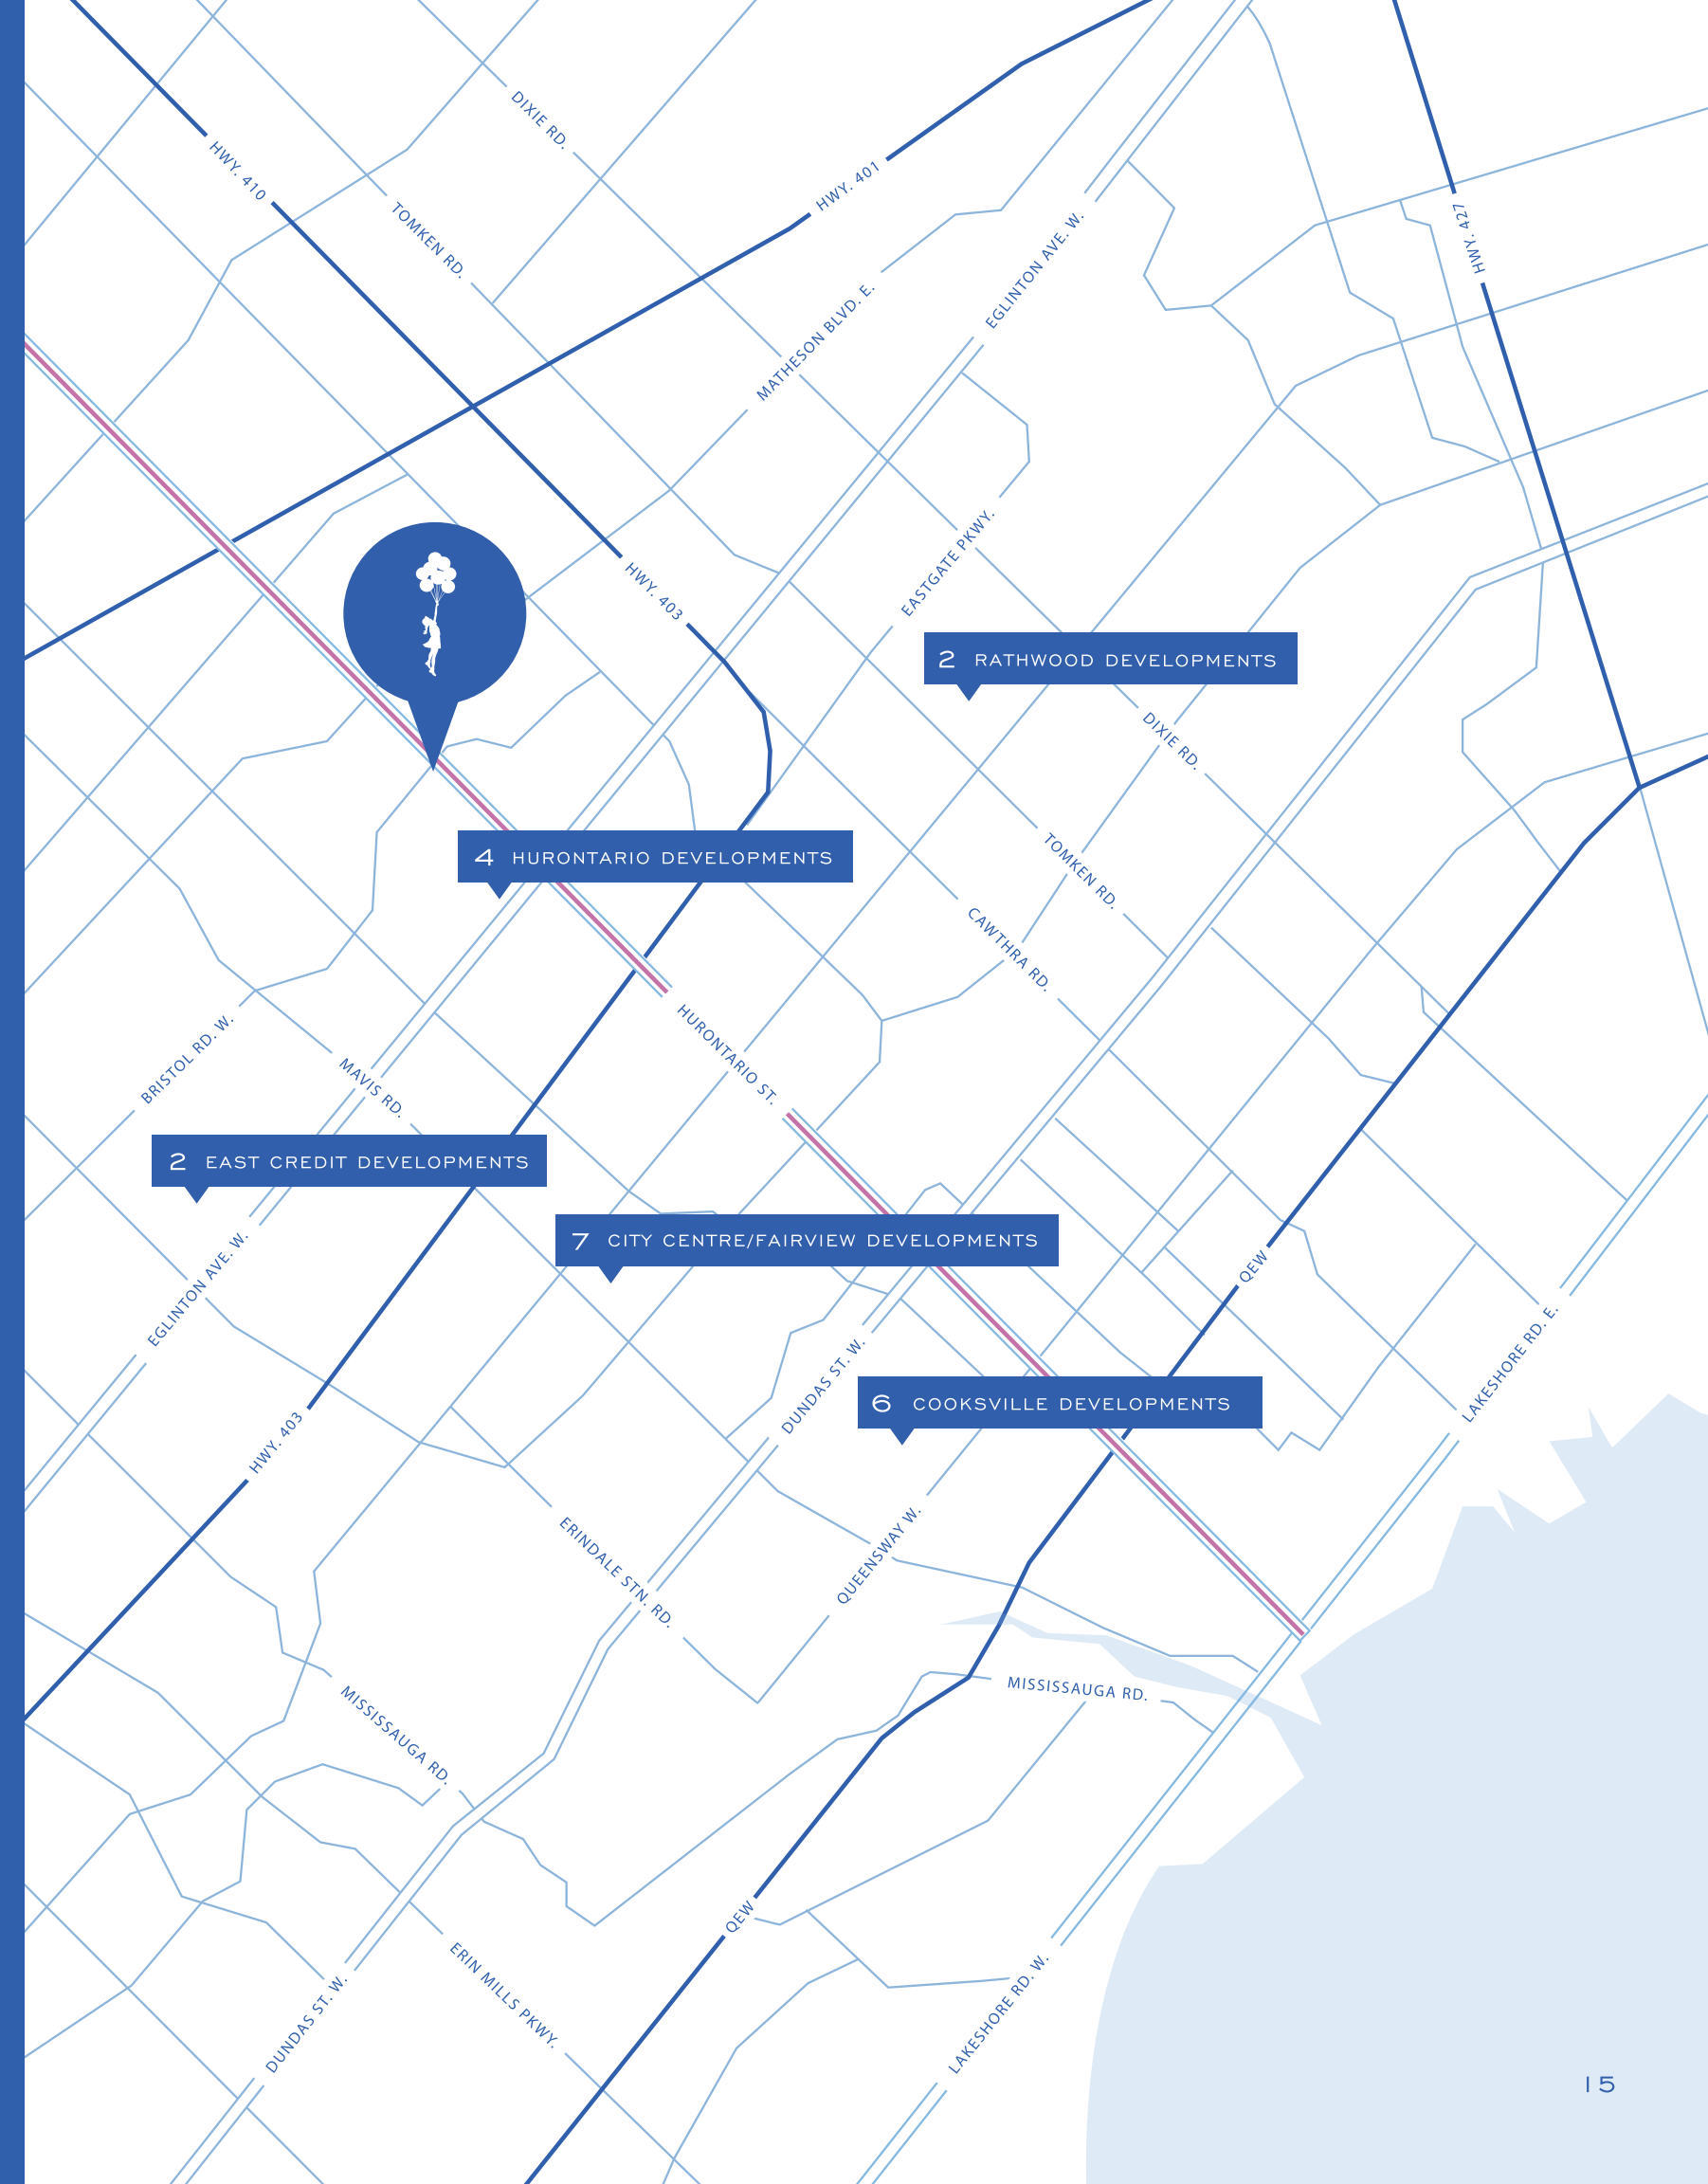 DIXIE RD.
HWY. 410
HWY. 401
TOMKEN RD.
HWY. 427
EGLINTON AVE. W.
MATHESON BLVD. E.
EASTGATE PKWY.
HWY. 403
2 RATHWOOD DEVELOPMENTS
DIXIE RD.
4 HURONTARIO DEVELOPMENTS
TOMKEN RD.
CAWTHRA RD.
HURONTARIO ST.
BRISTOL RD. W.
MAVIS RD.
2 EAST CREDIT DEVELOPMENTS
7 CITY CENTRE/FAIRVIEW DEVELOPMENTS
EGLINTON AVE. W.
QEW
LAKESHORE RD. E.
DUNDAS ST. W.
6 COOKSVILLE DEVELOPMENTS
HWY. 403
QUEENSWAY W.
ERINDALE STN. RD.
MISSISSAUGA RD.
MISSISSAUGA RD.
QEW
ERIN MILLS PKWY.
DUNDAS ST. W.
LAKESHORE RD. W.
15